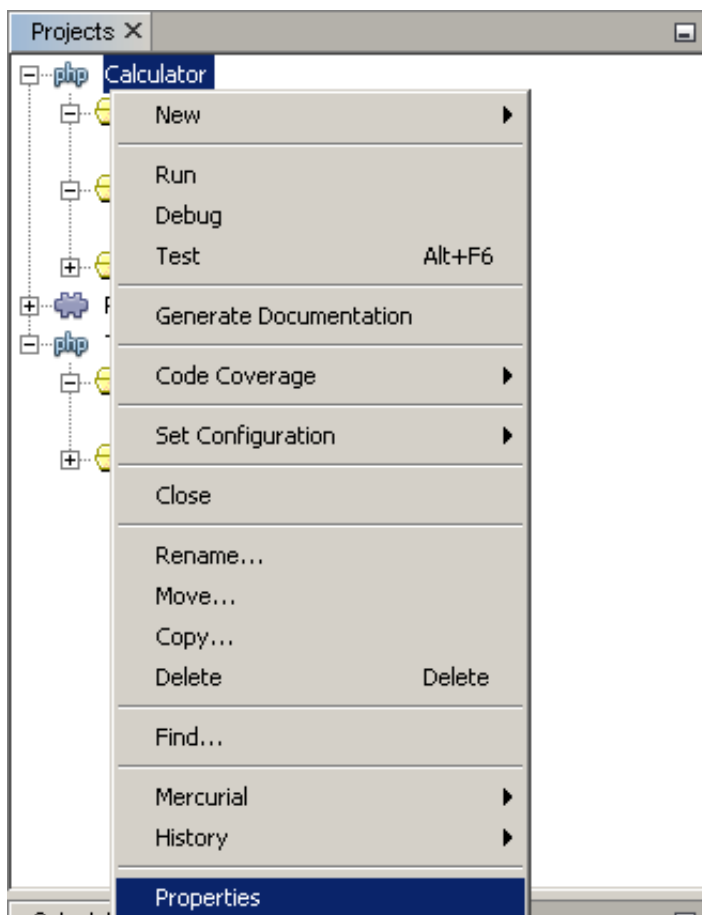 Projects
php Calculator
New
Run
Debug
Test Alt+F6
Generate Documentation
php
Code Coverage
Set Configuration
Close
Rename...
Move...
Copy...
Delete Delete
Find...
Mercurial
History
Properties